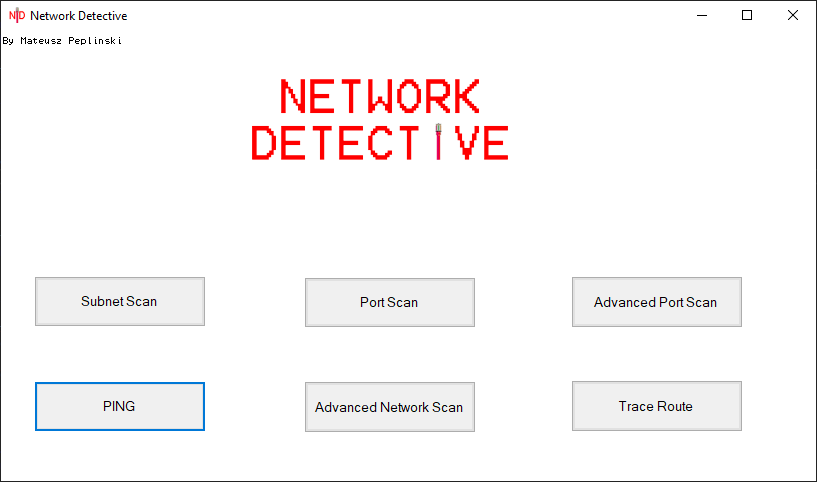 Network Detective
By Mateusz Peplinski
NETWORK
DETECTIVE
Subnet Scan
Port Scan
Advanced Port Scan
PING
Advanced Network Scan
Trace Route